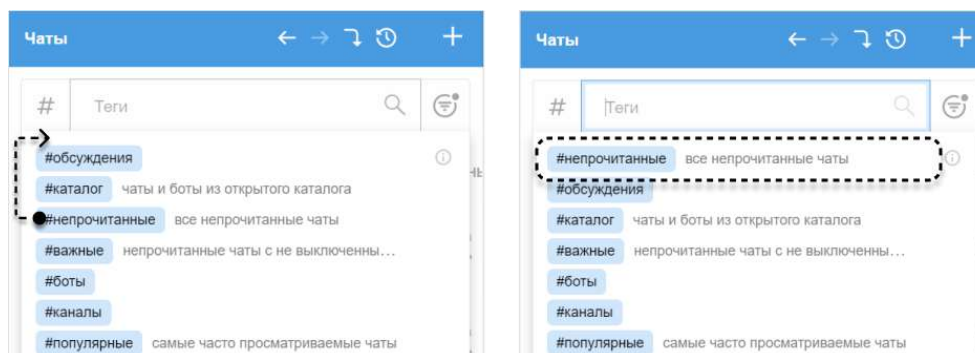 Чаты
# Теги
#обсуждения
#каталог чаты и боты из открытого каталога
#непрочитанные все непрочитанные чаты
#важные непрочитанные чаты с не выключенны...
#боты
#каналы
#популярные самые часто просматриваемые чаты
Чаты
# Теги
#непрочитанные все непрочитанные чаты
#обсуждения
#каталог чаты и боты из открытого каталога
#важные непрочитанные чаты с не выключенны...
#боты
#каналы
#популярные самые часто просматриваемые чаты